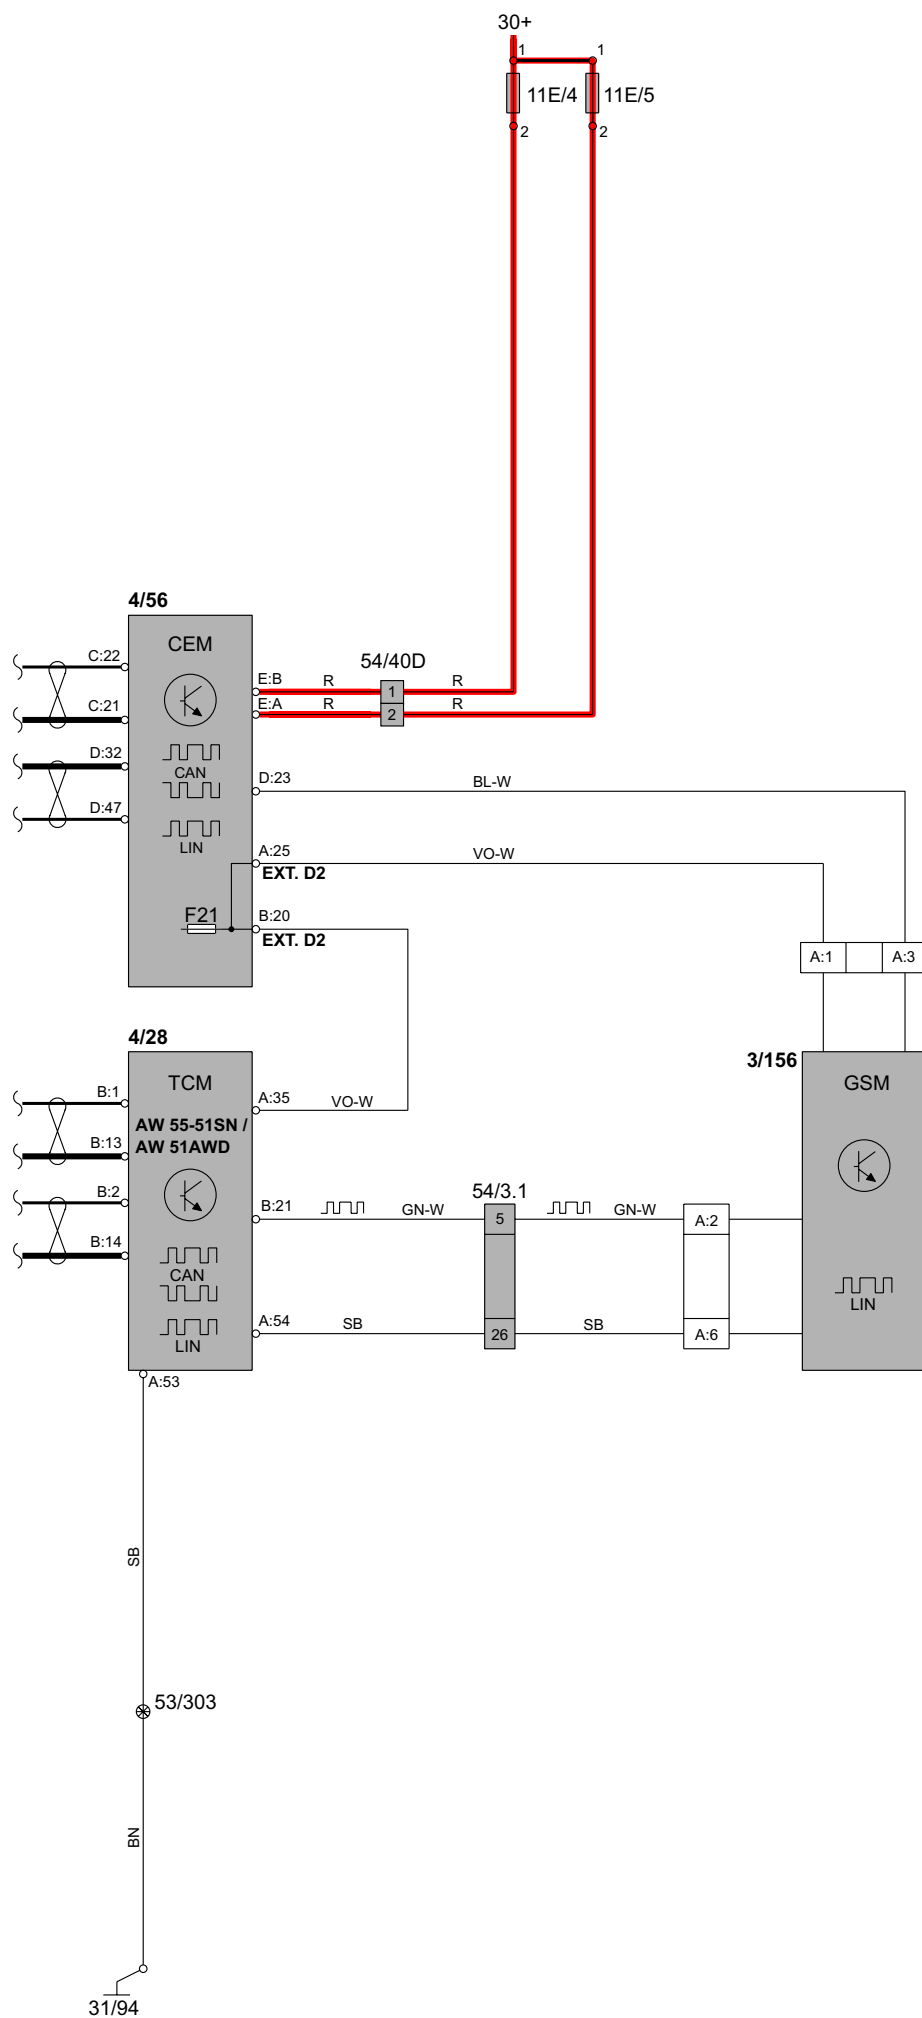 30+
1
1
11E/4
11E/5
2
2
4/56
CEM
C:22
54/40D
E:B
R
1
R
E:A
R
2
R
C:21
D:32
CAN
D:23
BL-W
D:47
LIN
A:25
VO-W
EXT. D2
F21
B:20
EXT. D2
A:1
A:3
4/28
3/156
TCM
GSM
B:1
A:35
VO-W
AW 55-51SN /
AW 51AWD
B:13
B:2
54/3.1
B:21
GN-W
5
GN-W
A:2
B:14
CAN
LIN
A:54
SB
26
SB
A:6
LIN
A:53
SB
53/303
BN
31/94